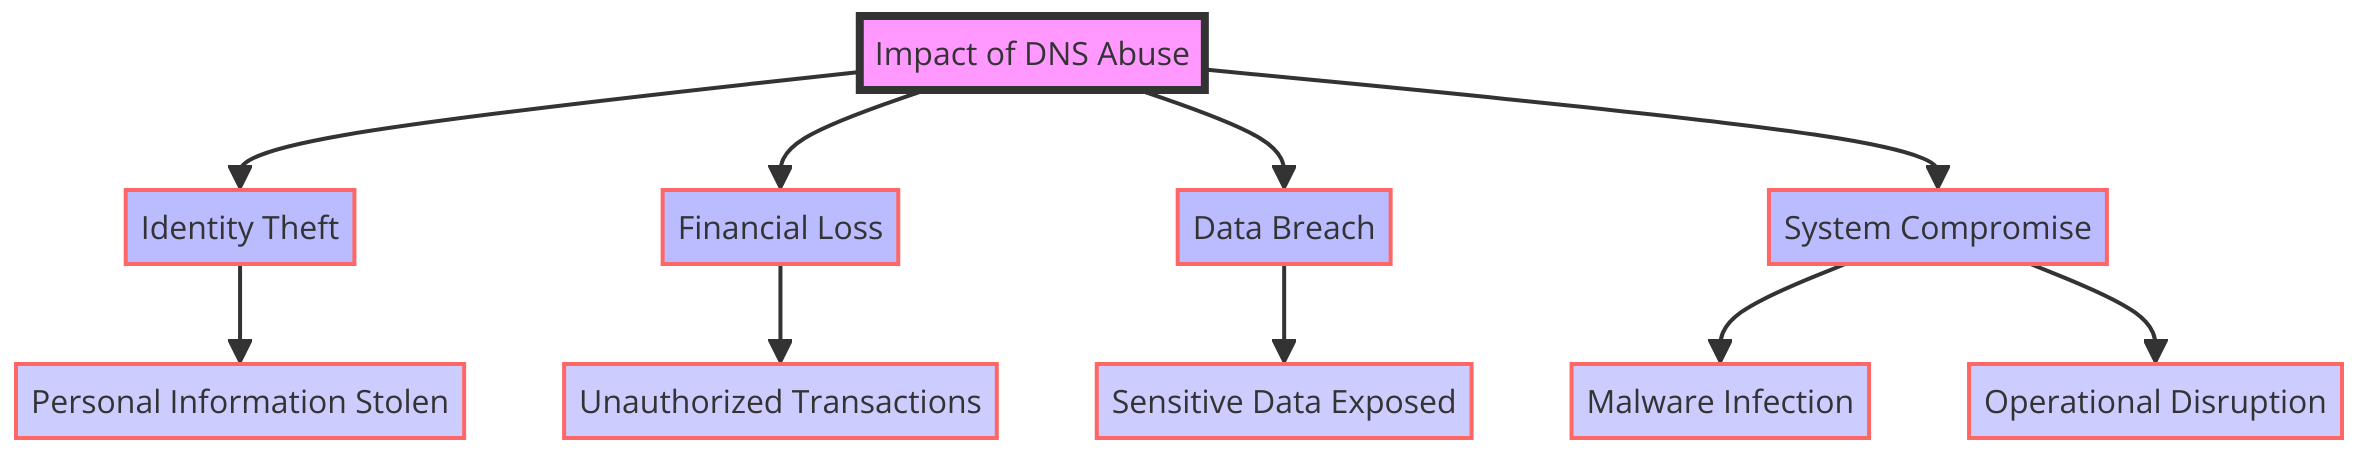 Impact of DNS Abuse
Identity Theft
Financial Loss
Data Breach
System Compromise
Personal Information Stolen
Unauthorized Transactions
Sensitive Data Exposed
Malware Infection
Operational Disruption